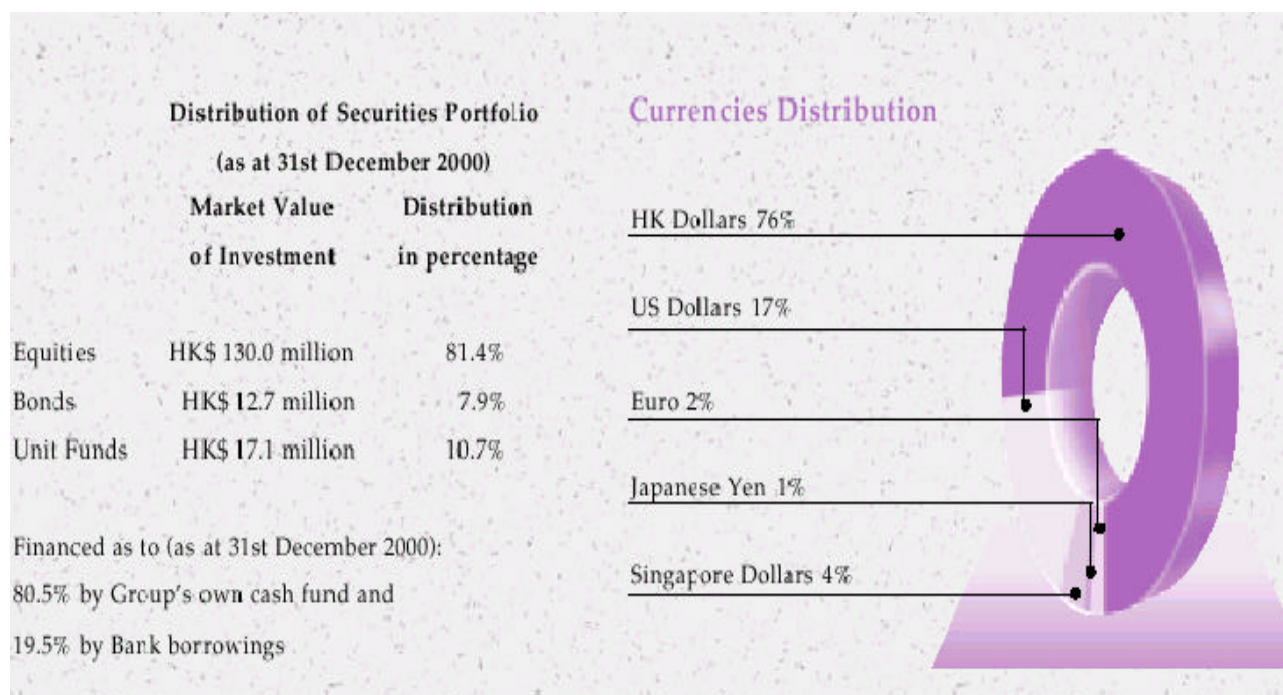 Distribution of Securities Portfolio
(as at 31st December 2000)
Market Value Distribution
of Investment in percentage
Equities HK$ 130.0 million 81.4%
Bonds HK$ 12.7 million 7.9%
Unit Funds HK$ 17.1 million 10.7%
Financed as to (as at 31st December 2000):
80.5% by Group's own cash fund and
19.5% by Bank borrowings
Currencies Distribution
HK Dollars 76%
US Dollars 17%
Euro 2%
Japanese Yen 1%
Singapore Dollars 4%